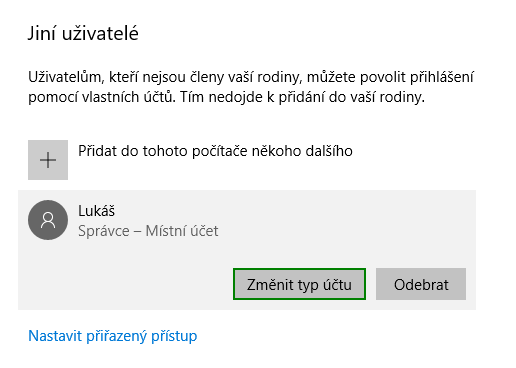 Jiní uživatelé
Uživatelům, kteří nejsou členy vaší rodiny, můžete povolit přihlášení
pomocí vlastních účtů. Tím nedojde k přidání do vaší rodiny.
Přidat do tohoto počítače někoho dalšího
Lukáš
Správce – Místní účet
Změnit typ účtu
Odebrat
Nastavit přiřazený přístup